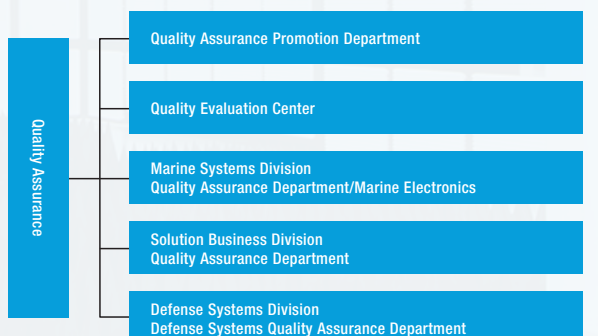 Quality Assurance
Quality Assurance Promotion Department
Quality Evaluation Center
Marine Systems Division
Quality Assurance Department/Marine Electronics
Solution Business Division
Quality Assurance Department
Defense Systems Division
Defense Systems Quality Assurance Department